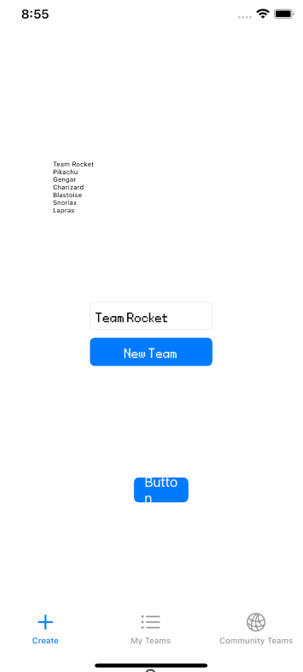 8:55
Team Rocket
Pikachu
Gengar
Charizard
Blastoise
Snorlax
Lapras
Team Rocket
New Team
Butto
n
Create
My Teams
Community Teams